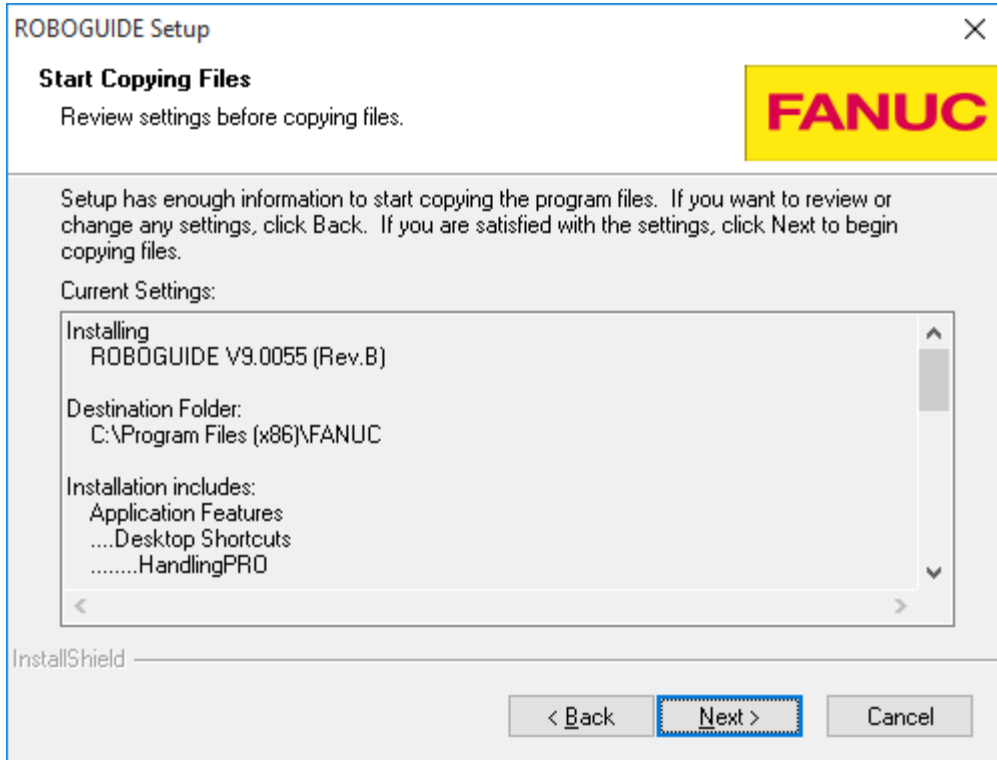 ROBOGUIDE Setup
Start Copying Files
Review settings before copying files.
FANUC
Setup has enough information to start copying the program files.  If you want to review or
change any settings, click Back.  If you are satisfied with the settings, click Next to begin
copying files.
Current Settings:
Installing
ROBOGUIDE V9.0055 (Rev.B)
Destination Folder:
C:\Program Files (x86)\FANUC
Installation includes:
Application Features
....Desktop Shortcuts
........HandlingPRO
InstallShield
< Back
Next >
Cancel